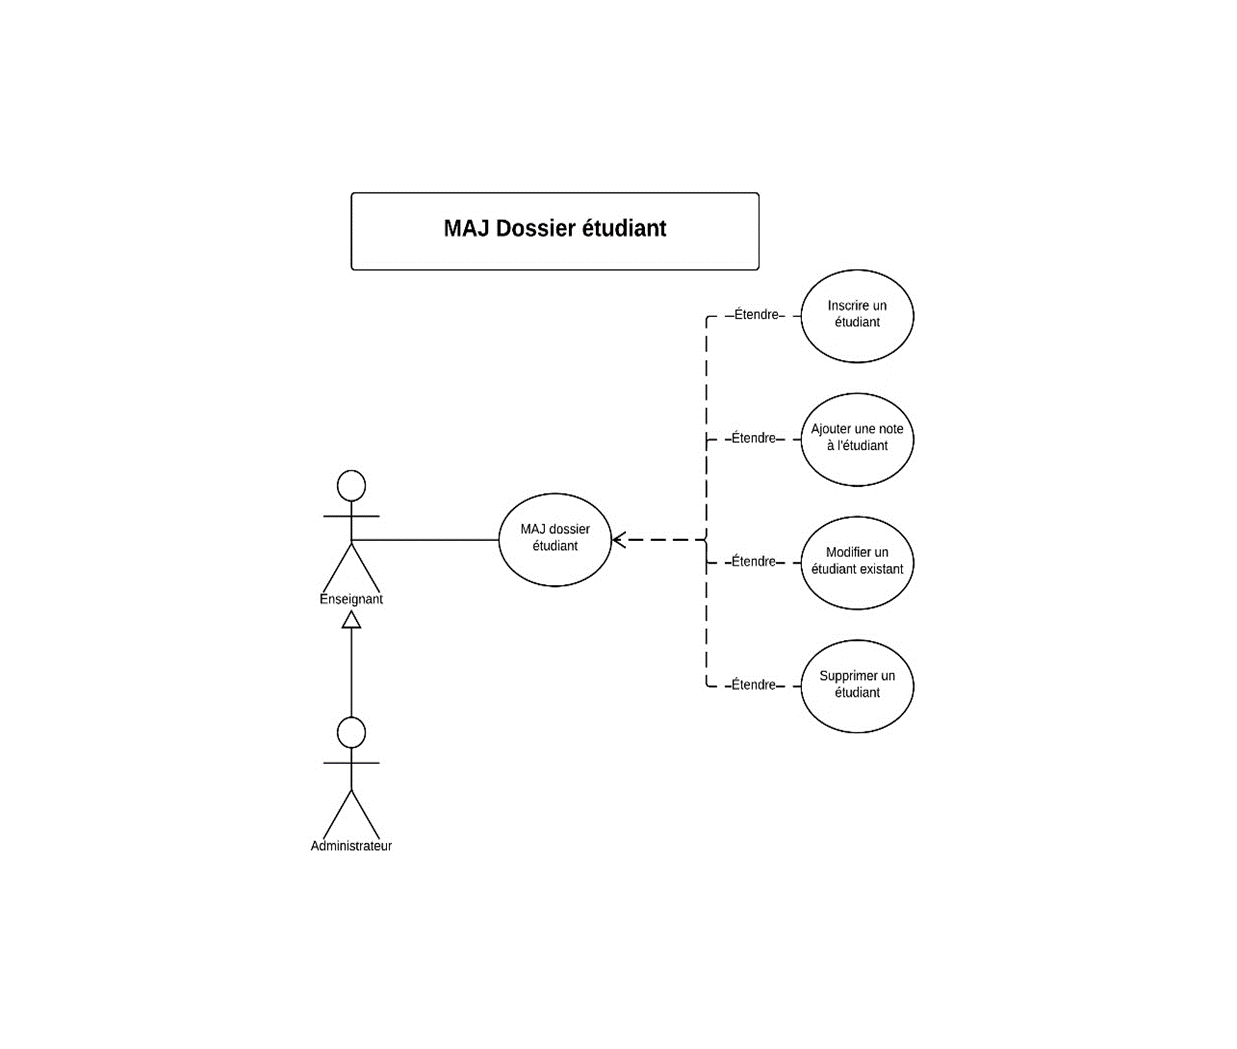 MAJ Dossier étudiant
Étendre
Inscrire un
étudiant
Étendre
Ajouter une note
à l'étudiant
MAJ dossier
étudiant
Étendre
Modifier un
étudiant existant
Enseignant
Étendre
Supprimer un
étudiant
Administrateur